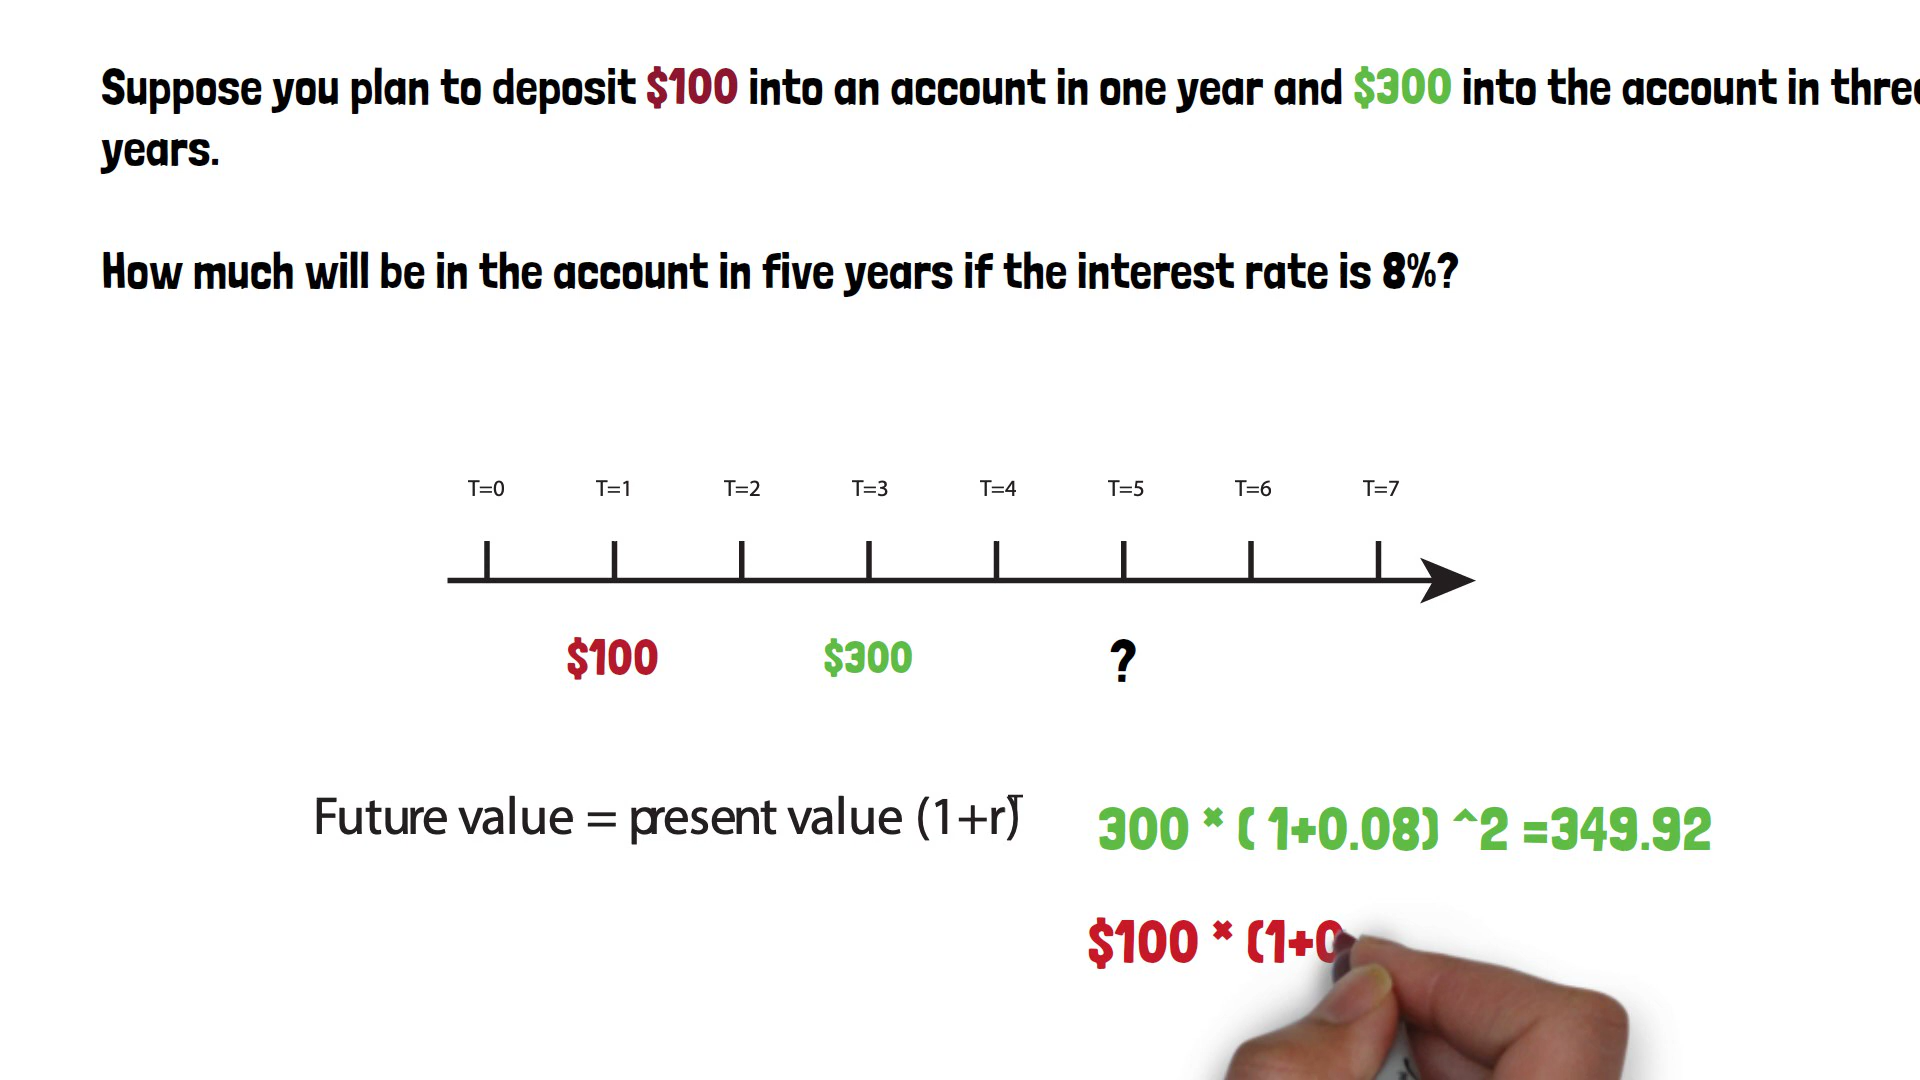 Suppose you plan to deposit $100 into an account in one year and $300 into the account in three
years.
How much will be in the account in five years if the interest rate is 8%?
T=0 T=1 T=2 T=3 T=4 T=5 T=6 T=7
$100 $300 ?
Future value = present value (1+r)^T 300 * ( 1+0.08) ^2 =349.92
$100 * (1+0